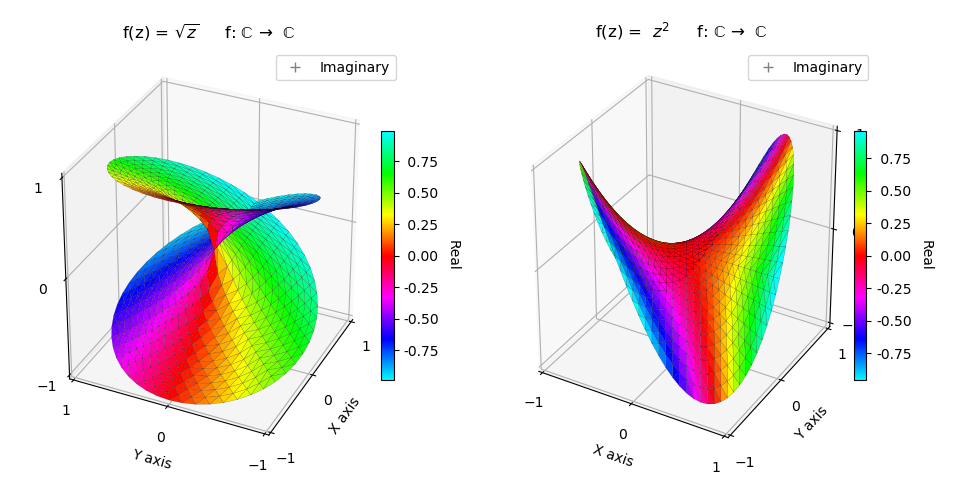 f(z) = √z f: ℂ → ℂ
Imaginary
1
0
−1
1
0
−1
Y axis
−1
0
1
X axis
0.75
0.50
0.25
0.00
-0.25
-0.50
-0.75
Real
f(z) = z² f: ℂ → ℂ
Imaginary
−1
0
1
X axis
−1
0
1
Y axis
0.75
0.50
0.25
0.00
-0.25
-0.50
-0.75
Real